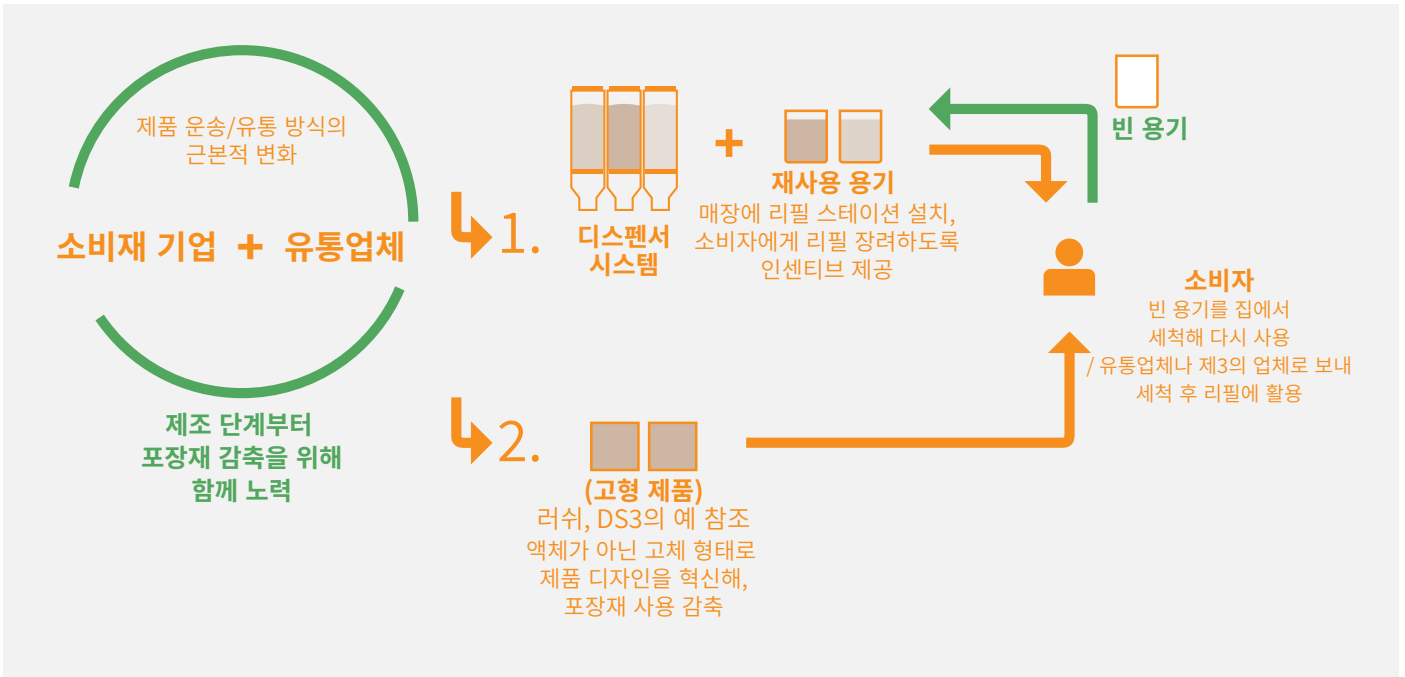 제품 운송/유통 방식의
근본적 변화
소비재 기업 + 유통업체
제조 단계부터
포장재 감축을 위해
함께 노력
1.
디스펜서
시스템
+
재사용 용기
매장에 리필 스테이션 설치,
소비자에게 리필 장려하도록
인센티브 제공
빈 용기
소비자
빈 용기를 집에서
세척해 다시 사용
/ 유통업체나 제3의 업체로 보내
세척 후 리필에 활용
2.
(고형 제품)
러쉬, DS3의 예 참조
액체가 아닌 고체 형태로
제품 디자인을 혁신해,
포장재 사용 감축